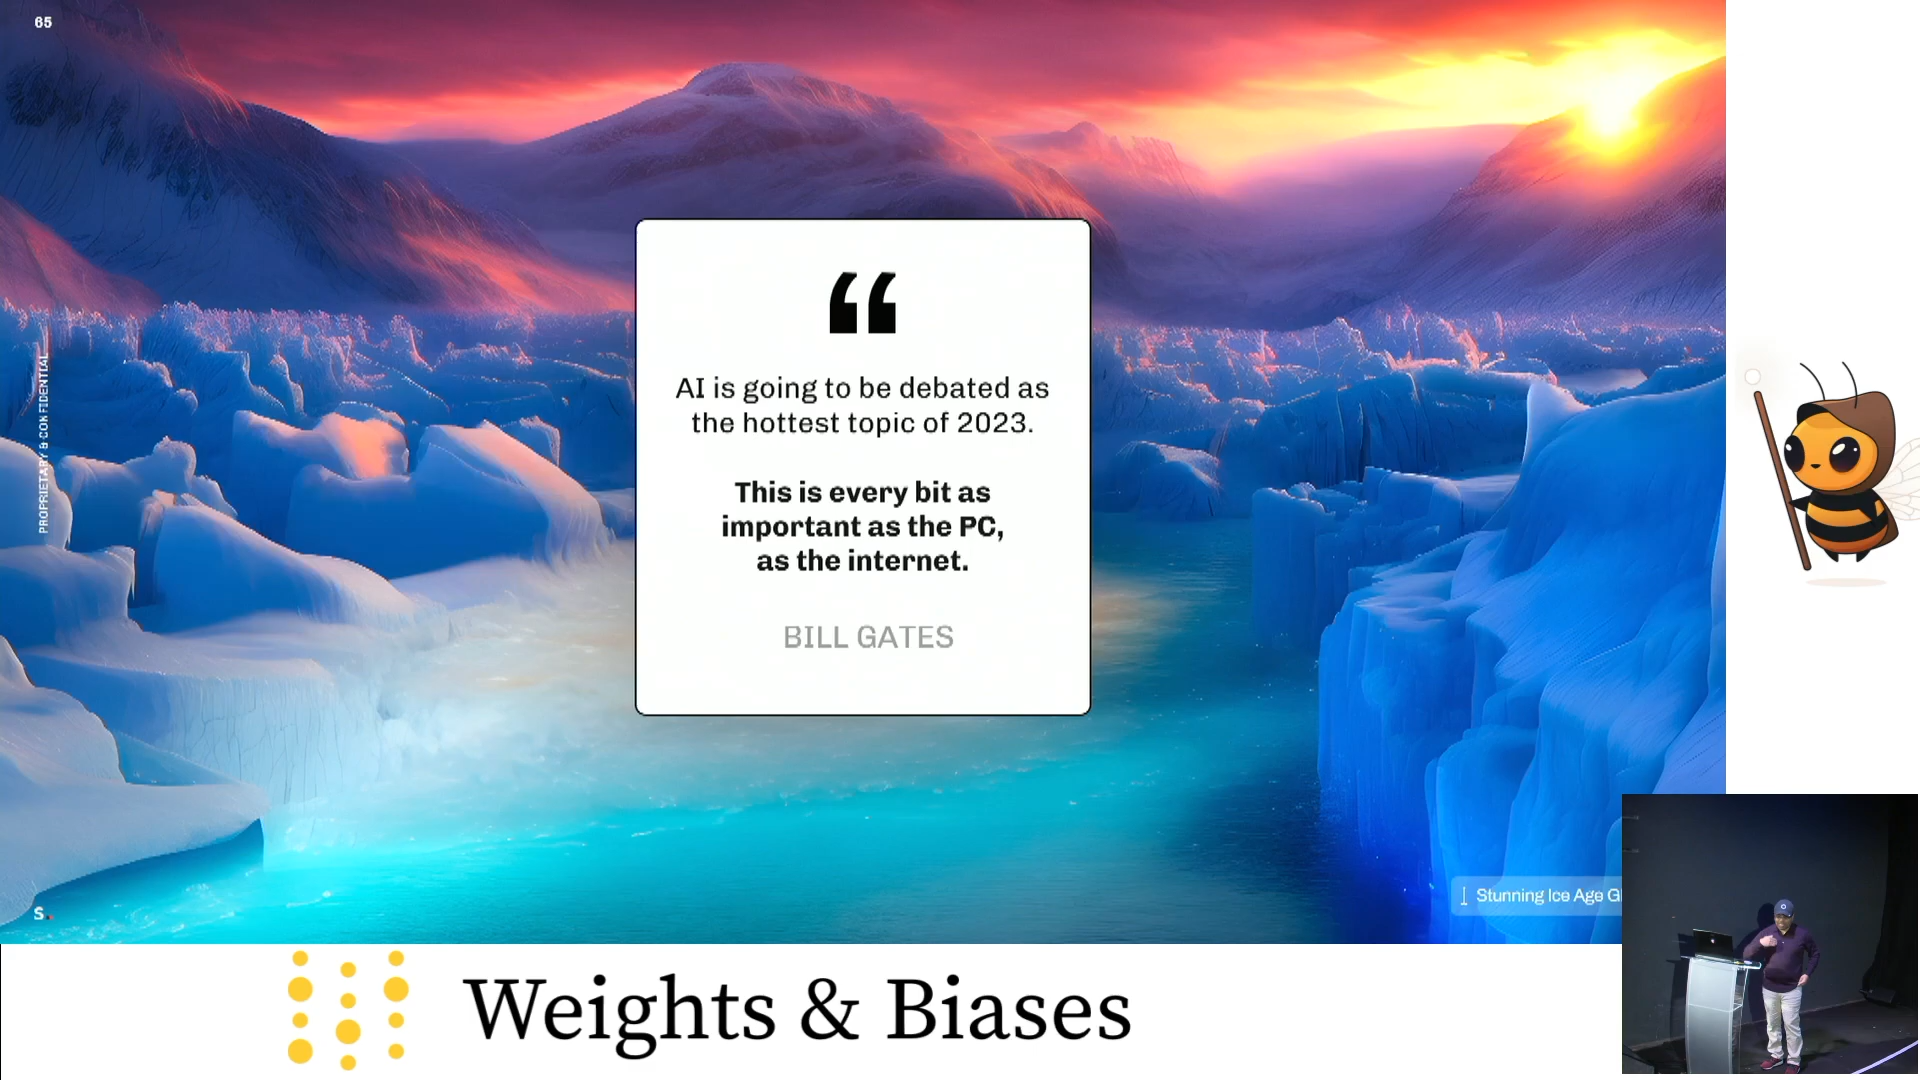 65
PROPRIETARY & CONFIDENTIAL
“
AI is going to be debated as
the hottest topic of 2023.
This is every bit as
important as the PC,
as the internet.
BILL GATES
S.
Stunning Ice Age G
Weights & Biases